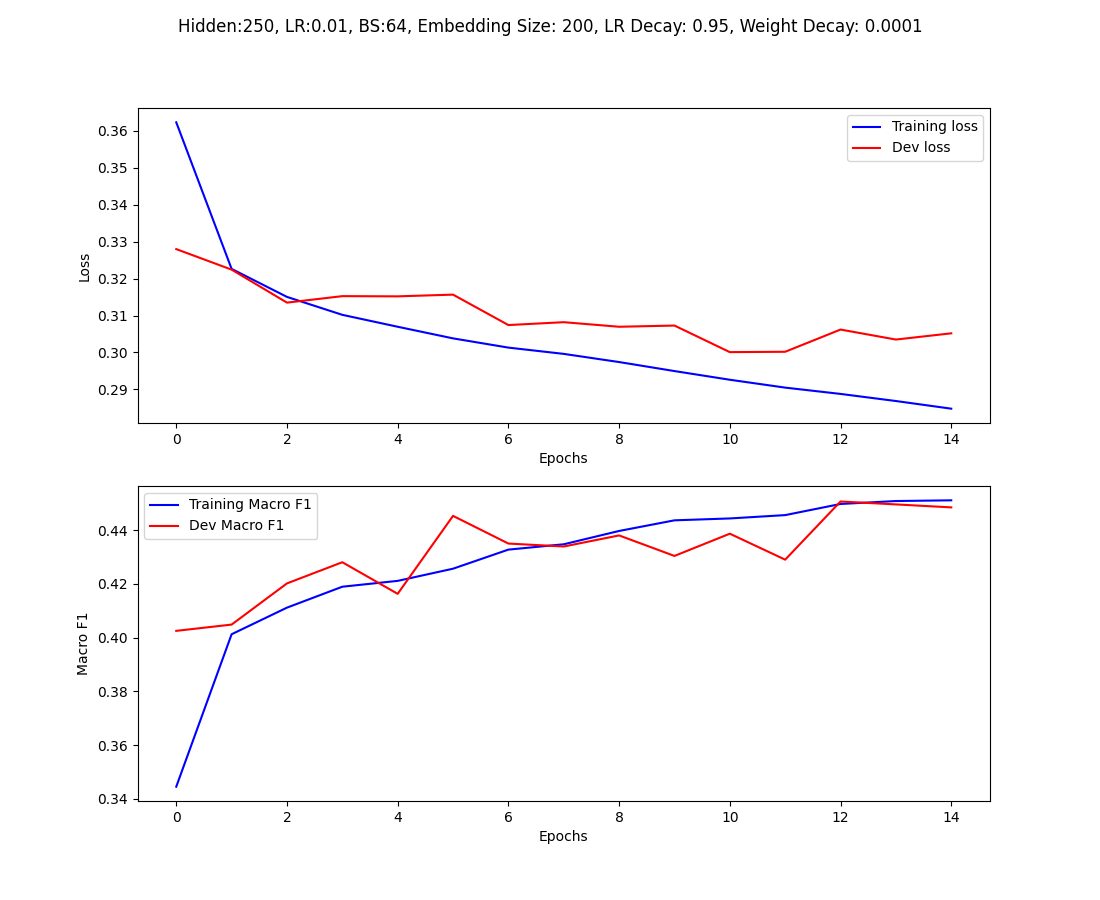 Hidden:250, LR:0.01, BS:64, Embedding Size: 200, LR Decay: 0.95, Weight Decay: 0.0001
0.36
0.35
0.34
0.33
0.32
0.31
0.30
0.29
Loss
Training loss
Dev loss
0 2 4 6 8 10 12 14
Epochs
0.44
0.42
0.40
0.38
0.36
0.34
Macro F1
Training Macro F1
Dev Macro F1
0 2 4 6 8 10 12 14
Epochs